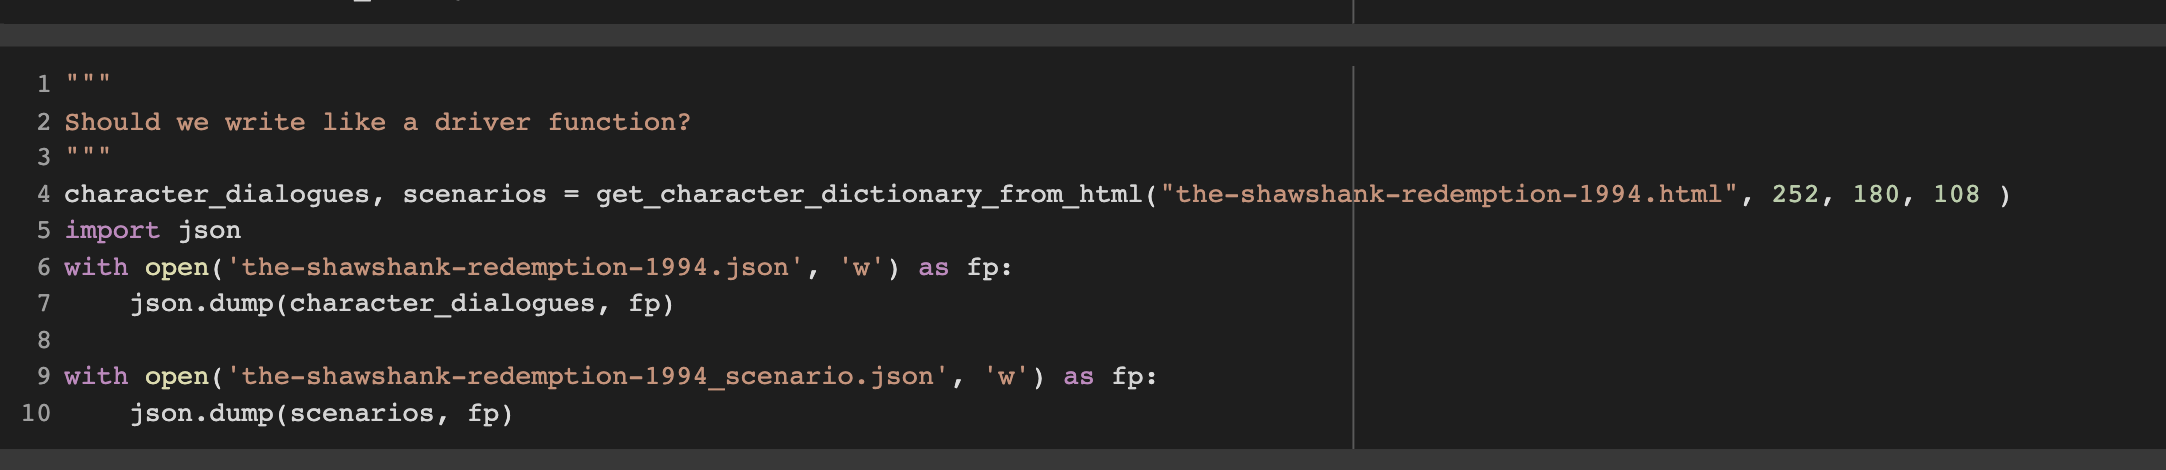 1 """
2 Should we write like a driver function?
3 """
4 character_dialogues, scenarios = get_character_dictionary_from_html("the-shawshank-redemption-1994.html", 252, 180, 108 )
5 import json
6 with open('the-shawshank-redemption-1994.json', 'w') as fp:
7     json.dump(character_dialogues, fp)
8
9 with open('the-shawshank-redemption-1994_scenario.json', 'w') as fp:
10     json.dump(scenarios, fp)